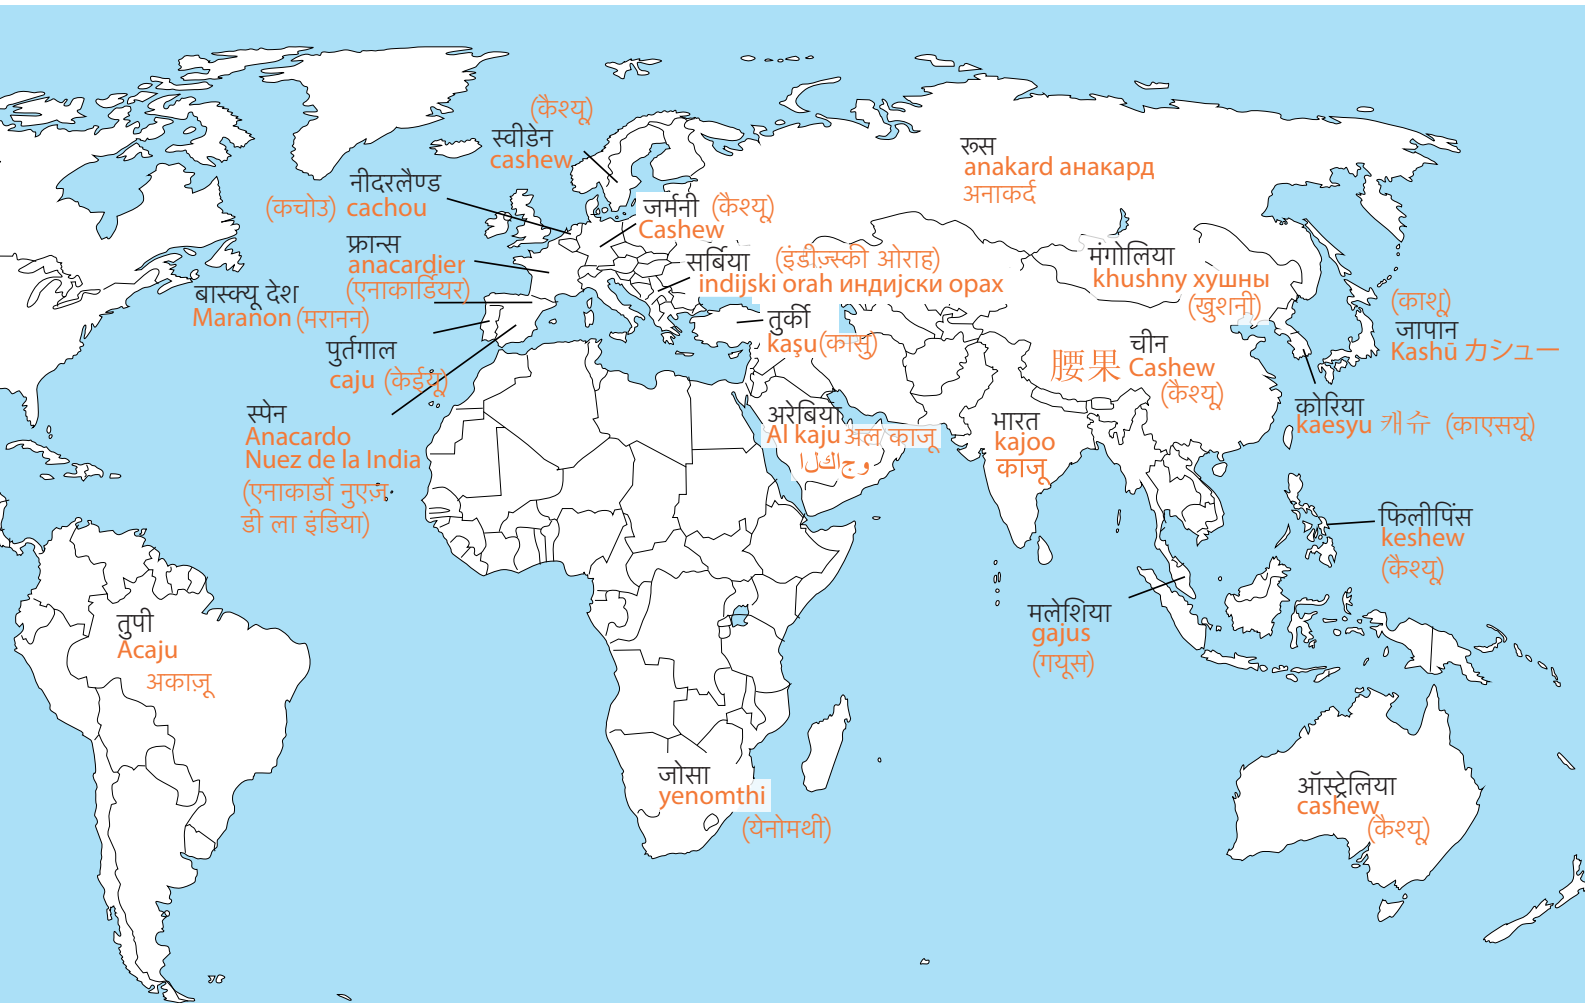 (कैश्यू)
स्वीडेन
cashew
नीदरलैण्ड
(कचोउ) cachou
फ्रान्स
anacardier
(एनाकार्डियर)
बास्क्यू देश
Maranon (मरानन)
पुर्तगाल
caju (केईयू)
स्पेन
Anacardo
Nuez de la India
(एनाकार्डो नुएज़
डी ला इंडिया)
जर्मनी (कैश्यू)
Cashew
सर्बिया (इंडीज़्स्की ओराह)
indijski orah индијски орах
तुर्की
kaşu (कासु)
रूस
anakard анакард
अनाकर्द
मंगोलिया
khushny хушны
(खुशनी)
चीन
腰果 Cashew
(कैश्यू)
(काशू)
जापान
Kashū カシュー
कोरिया
kaesyu 캐슈 (काएसयू)
अरेबिया
Al kaju अल काजू
وجاكلا
भारत
kajoo
काजू
फिलीपिंस
keshew
(कैश्यू)
मलेशिया
gajus
(गयूस)
तुपी
Acaju
अकाज़ू
जोसा
yenomthi
(येनोमथी)
ऑस्ट्रेलिया
cashew
(कैश्यू)